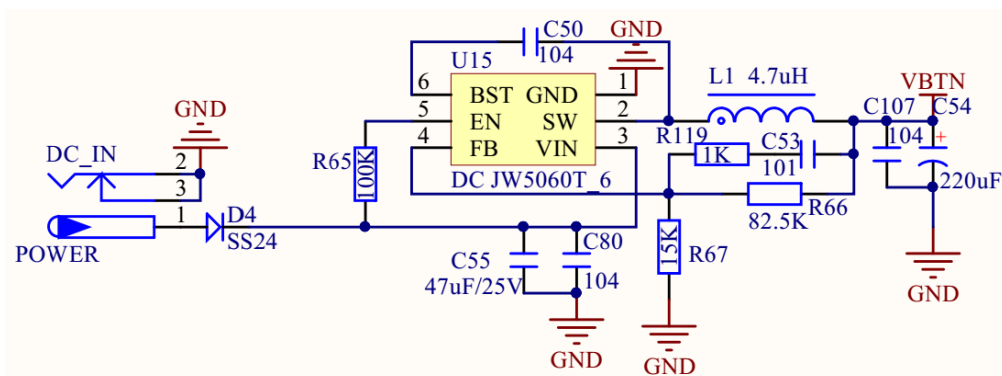 C50
104
GND
U15
6
BST
GND
1
5
EN
SW
2
4
FB
VIN
3
DC JW5060T_6
L1 4.7uH
VBTN
C107
104
C54
+
220uF
GND
R119
1K
C53
101
82.5K
R66
15K
R67
GND
GND
DC_IN
2
3
1
POWER
D4
SS24
R65
100K
C55
47uF/25V
C80
104
GND